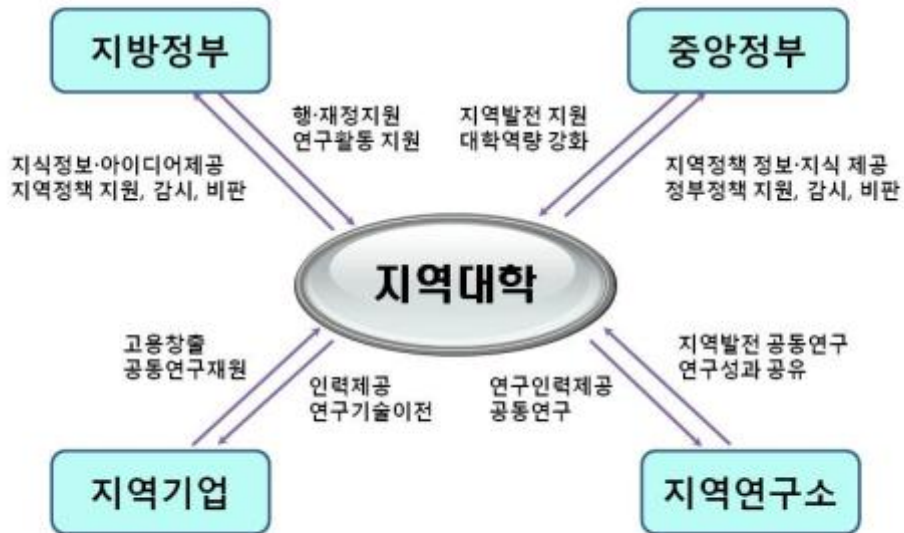 지방정부
중앙정부
행·재정지원
연구활동 지원
지역발전 지원
대학역량 강화
지식정보·아이디어제공
지역정책 지원, 감시, 비판
지역정책 정보·지식 제공
정부정책 지원, 감시, 비판
지역대학
고용창출
공동연구재원
인력제공
연구기술이전
연구인력제공
공동연구
지역발전 공동연구
연구성과 공유
지역기업
지역연구소